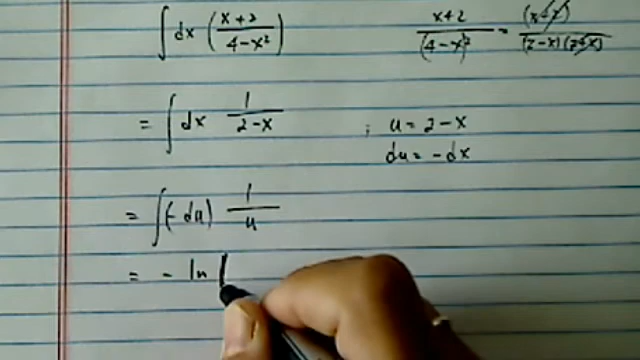 ∫dx (x+2/4-x²)    x+2/(4-x²) = (x+2)/(2-x)(2+x)
= ∫dx 1/2-x    ; u = 2-x
du = -dx
= ∫(-du) 1/u
= - ln |